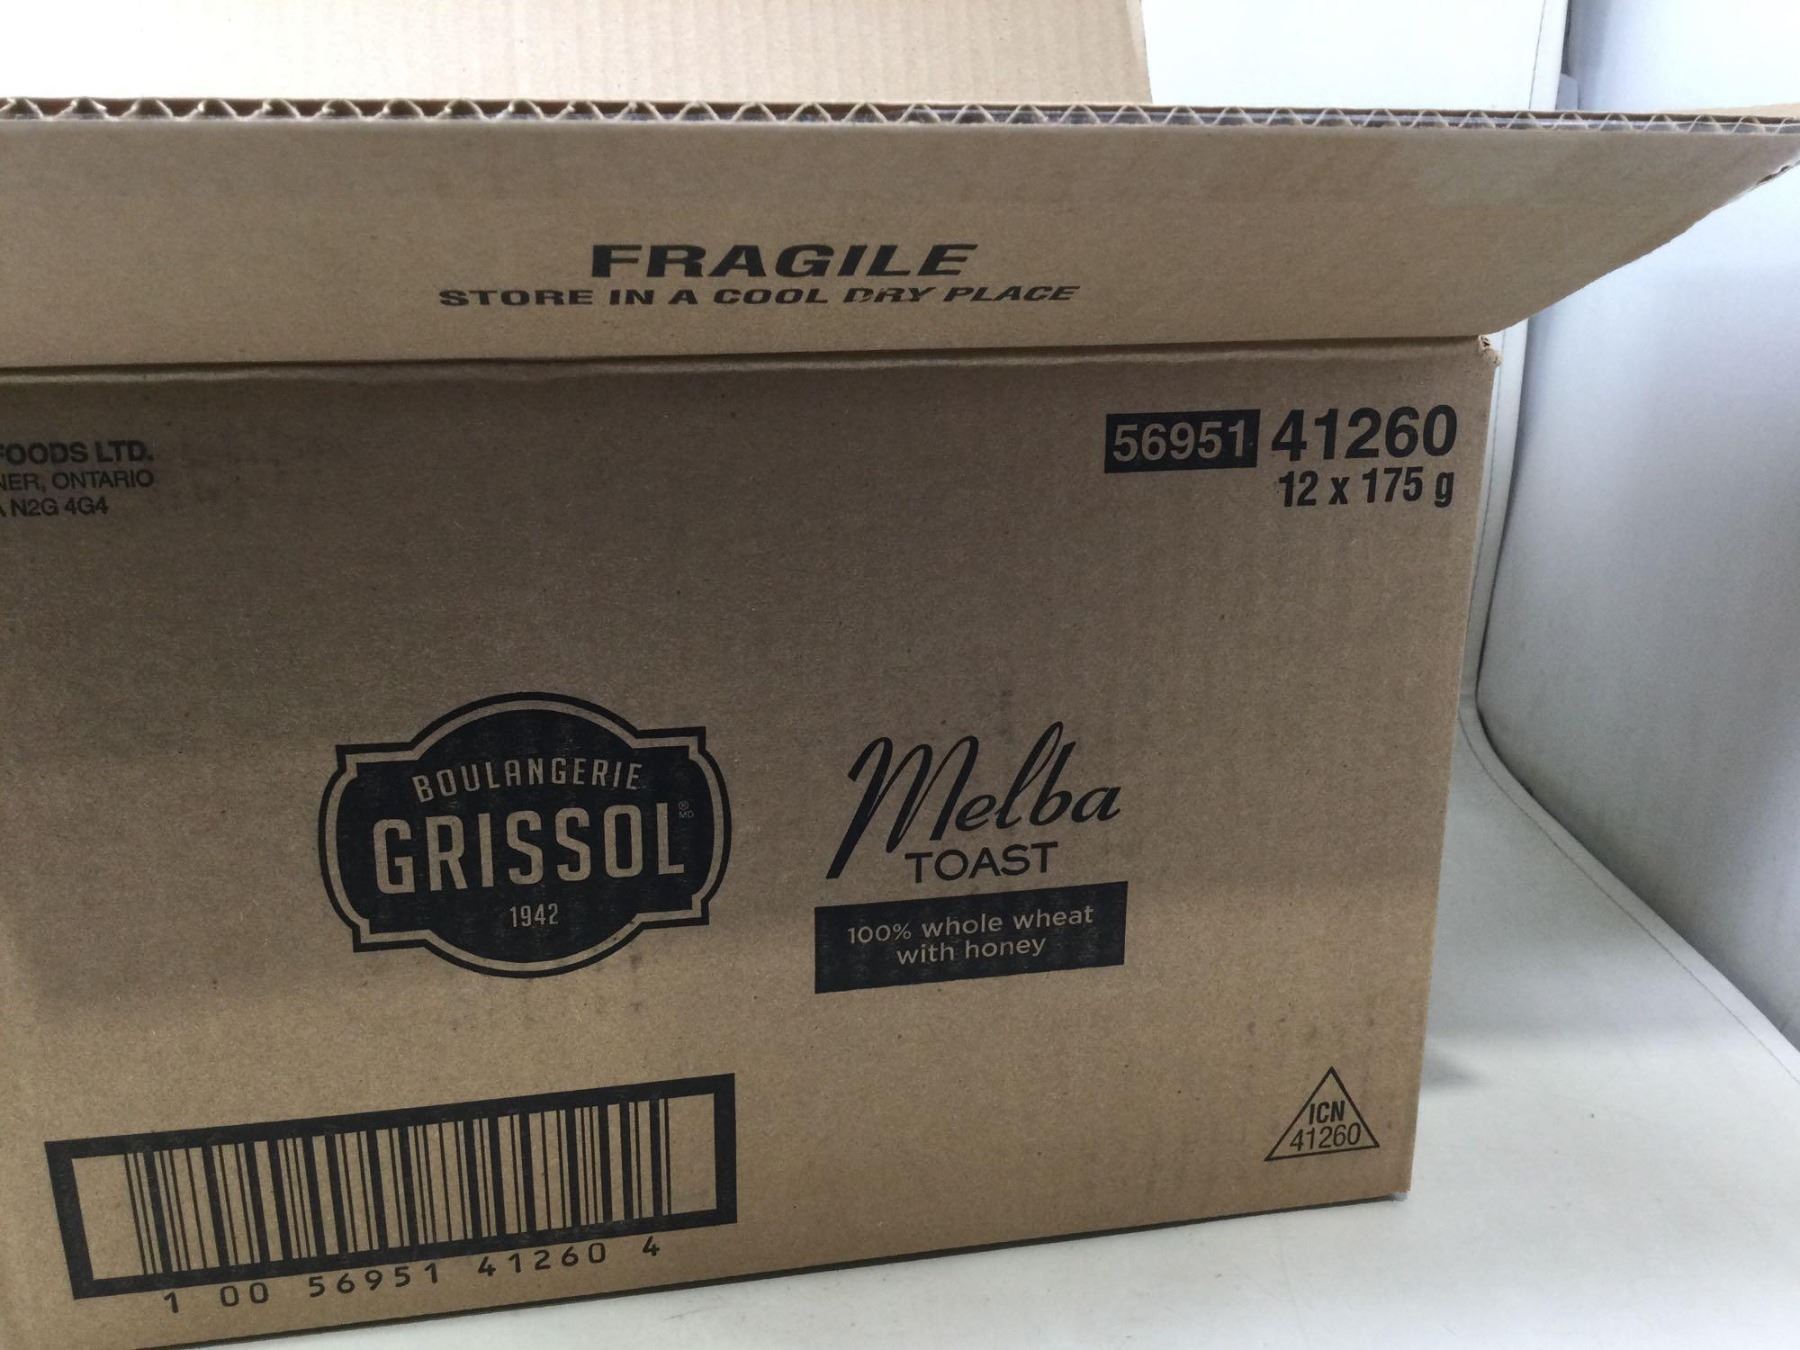 FRAGILE
STORE IN A COOL DRY PLACE
FOODS LTD.
ONTARIO
N2G 4G4
56951 41260
12 x 175 g
BOULANGERIE
GRISSOL
® MD
1942
Melba
TOAST
100% whole wheat
with honey
ICN
41260
1 00 56951 41260 4